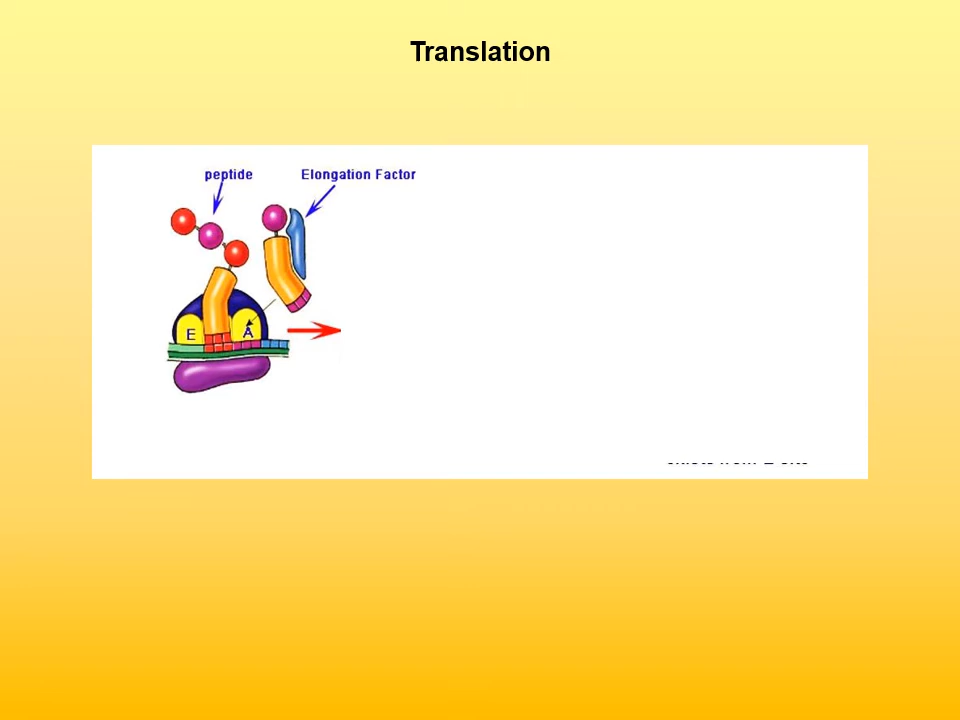 Translation
peptide
Elongation Factor
E
A